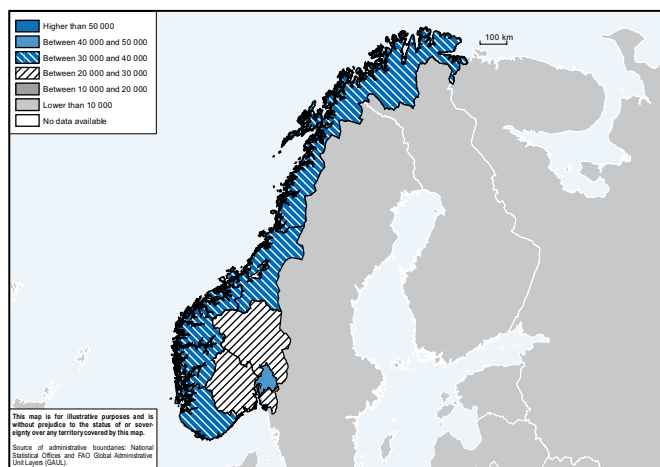 Higher than 50 000
Between 40 000 and 50 000
Between 30 000 and 40 000
Between 20 000 and 30 000
Between 10 000 and 20 000
Lower than 10 000
No data available
100 km
This map is for illustrative purposes and is
without prejudice to the status of or sover-
eignty over any territory covered by this map.
Source of administrative boundaries: National
Statistical Offices and FAO Global Administrative
Unit Layers (GAUL).